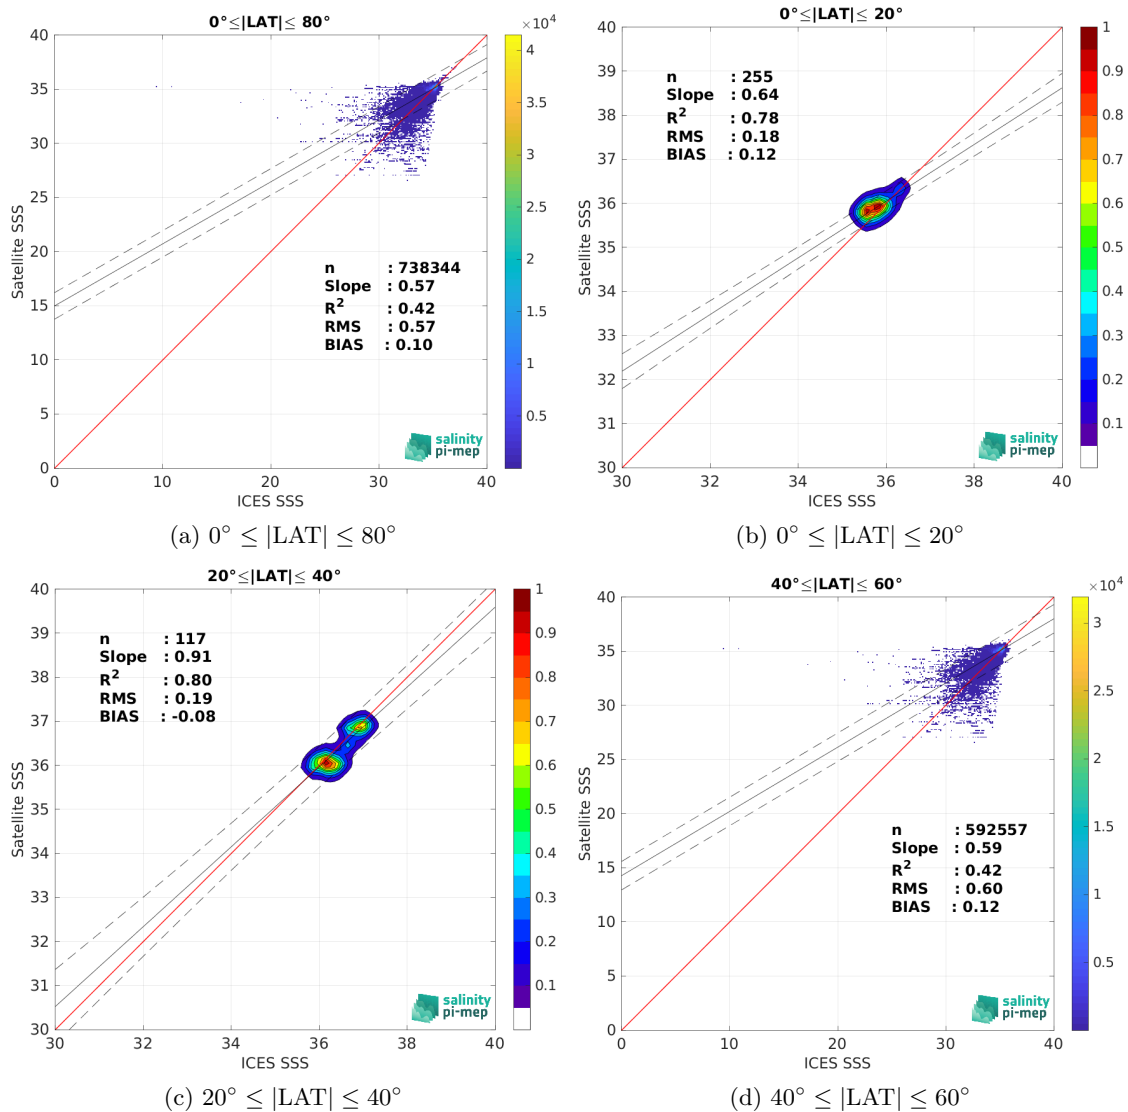 0°≤|LAT|≤ 80°
×10⁴
40
35
30
25
20
15
10
5
0
Satellite SSS
n : 738344
Slope : 0.57
R² : 0.42
RMS : 0.57
BIAS : 0.10
salinity
pi-mep
0 10 20 30 40
ICES SSS
4
3.5
3
2.5
2
1.5
1
0.5
(a) 0° ≤ |LAT| ≤ 80°
0°≤|LAT|≤ 20°
40
39
38
37
36
35
34
33
32
31
30
Satellite SSS
n : 255
Slope : 0.64
R² : 0.78
RMS : 0.18
BIAS : 0.12
salinity
pi-mep
30 32 34 36 38 40
ICES SSS
1
0.9
0.8
0.7
0.6
0.5
0.4
0.3
0.2
0.1
(b) 0° ≤ |LAT| ≤ 20°
20°≤|LAT|≤ 40°
40
39
38
37
36
35
34
33
32
31
30
Satellite SSS
n : 117
Slope : 0.91
R² : 0.80
RMS : 0.19
BIAS : -0.08
salinity
pi-mep
30 32 34 36 38 40
ICES SSS
1
0.9
0.8
0.7
0.6
0.5
0.4
0.3
0.2
0.1
(c) 20° ≤ |LAT| ≤ 40°
40°≤|LAT|≤ 60°
×10⁴
40
35
30
25
20
15
10
5
0
Satellite SSS
n : 592557
Slope : 0.59
R² : 0.42
RMS : 0.60
BIAS : 0.12
salinity
pi-mep
0 10 20 30 40
ICES SSS
3
2.5
2
1.5
1
0.5
(d) 40° ≤ |LAT| ≤ 60°